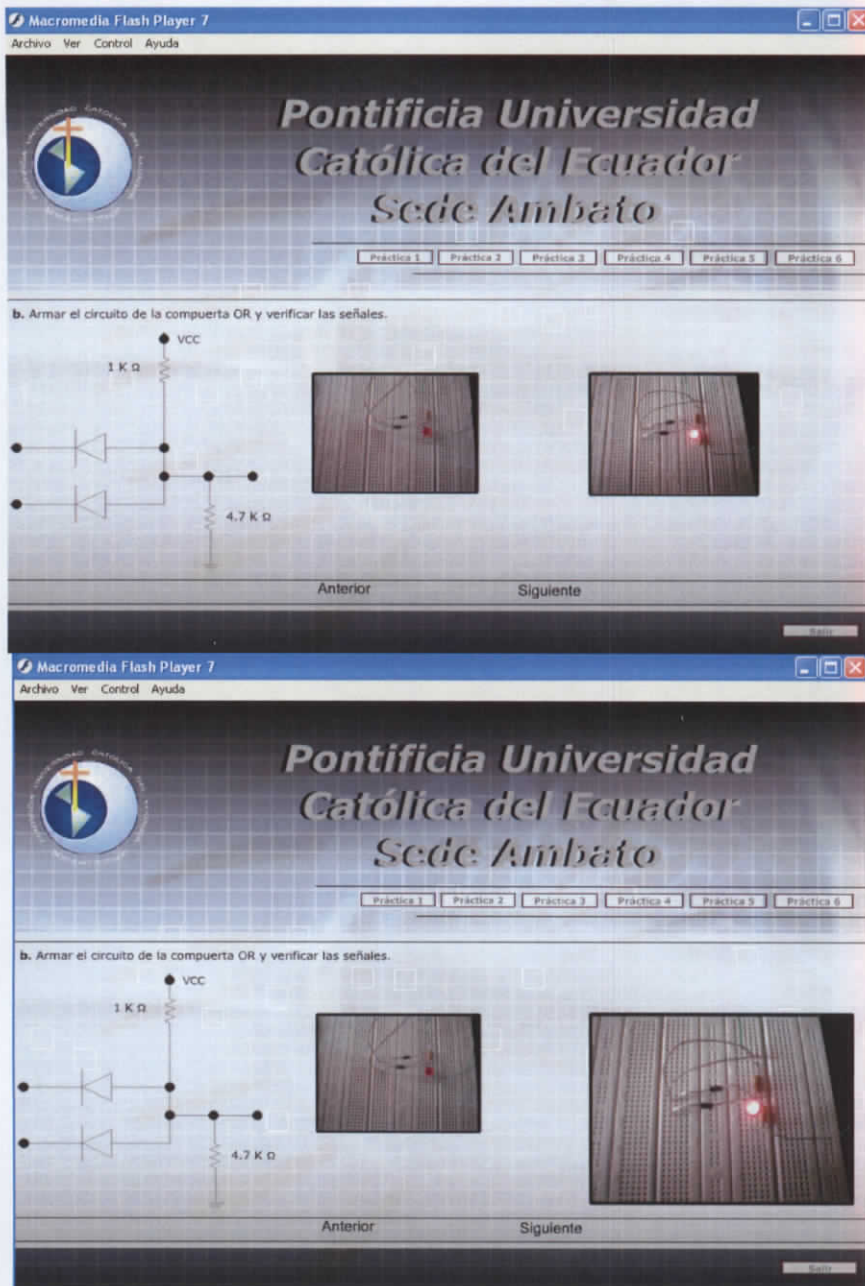 Macromedia Flash Player 7
Archivo Ver Control Ayuda
Pontificia Universidad
Católica del Ecuador
Sede Ambato
Práctica 1 Práctica 2 Práctica 3 Práctica 4 Práctica 5 Práctica 6
b. Armar el circuito de la compuerta OR y verificar las señales.
VCC
1 K Ω
4.7 K Ω
Anterior Siguiente
Salir
Macromedia Flash Player 7
Archivo Ver Control Ayuda
Pontificia Universidad
Católica del Ecuador
Sede Ambato
Práctica 1 Práctica 2 Práctica 3 Práctica 4 Práctica 5 Práctica 6
b. Armar el circuito de la compuerta OR y verificar las señales.
VCC
1 K Ω
4.7 K Ω
Anterior Siguiente
Salir